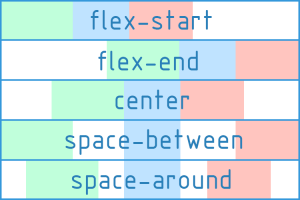 flex-start
flex-end
center
space-between
space-around